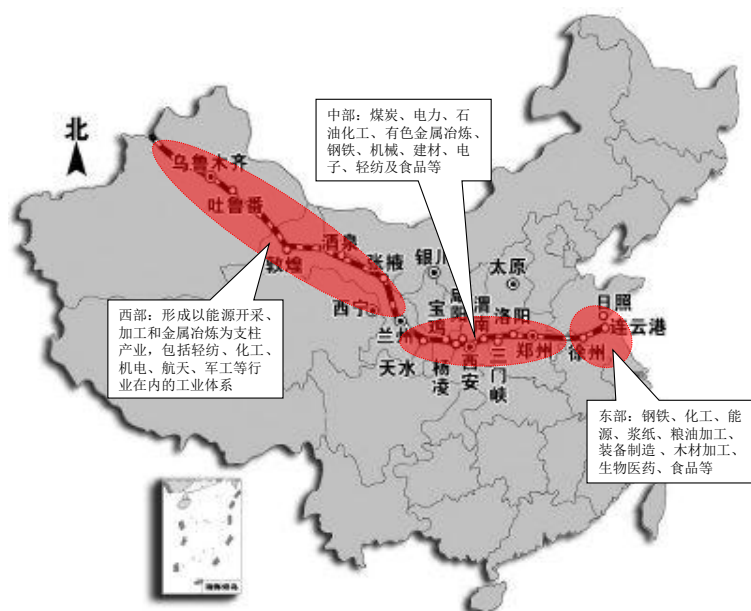 中部：煤炭、电力、石
油化工、有色金属冶炼、
钢铁、机械、建材、电
子、轻纺及食品等
北
乌鲁木齐
吐鲁番
敦煌
酒泉
张掖
银川
太原
西宁
兰州
天水
宝鸡
杨凌
咸阳
西安
渭南
三门峡
洛阳
郑州
徐州
日照
连云港
西部：形成以能源开采、
加工和金属冶炼为支柱
产业，包括轻纺、化工、
机电、航天、军工等行
业在内的工业体系
东部：钢铁、化工、能
源、浆纸、粮油加工、
装备制造、木材加工、
生物医药、食品等